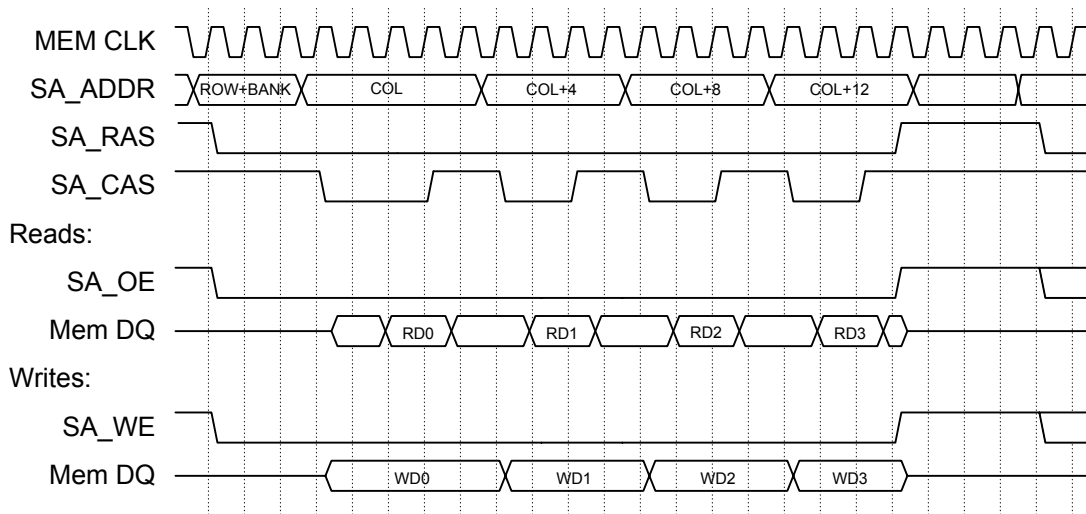 MEM CLK
SA_ADDR ROW+BANK COL COL+4 COL+8 COL+12
SA_RAS
SA_CAS
Reads:
SA_OE
Mem DQ RD0 RD1 RD2 RD3
Writes:
SA_WE
Mem DQ WD0 WD1 WD2 WD3